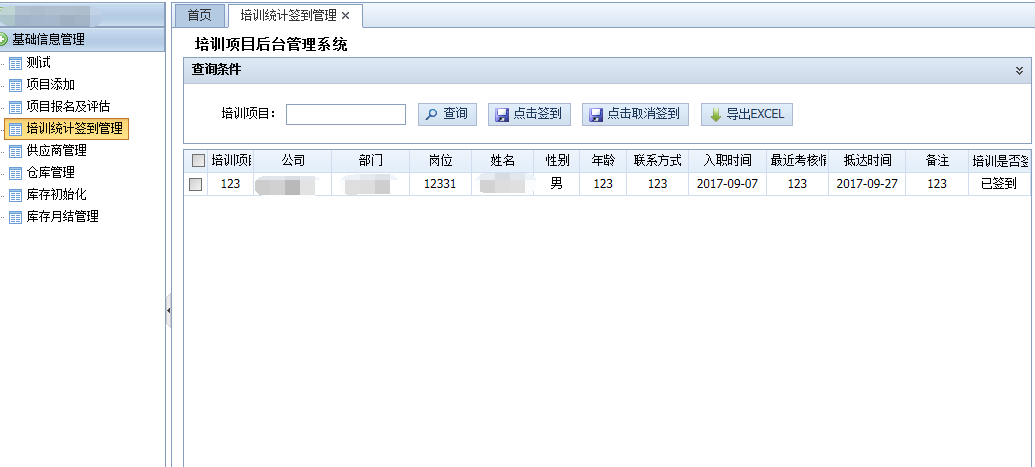 首页 培训统计签到管理
基础信息管理
测试
项目添加
项目报名及评估
培训统计签到管理
供应商管理
仓库管理
库存初始化
库存月结管理
培训项目后台管理系统
查询条件
培训项目： 查询 点击签到 点击取消签到 导出EXCEL
培训项 公司 部门 岗位 姓名 性别 年龄 联系方式 入职时间 最近考核 抵达时间 备注 培训是否签
123 12331 男 123 123 2017-09-07 123 2017-09-27 123 已签到